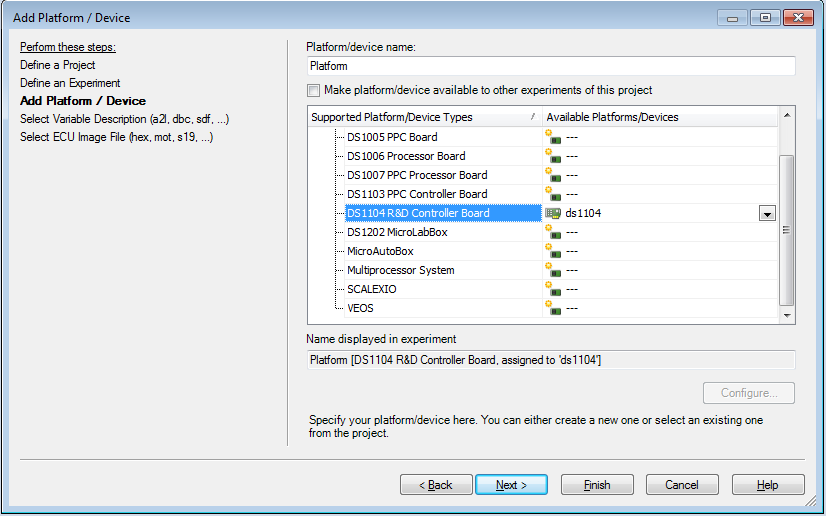 Add Platform / Device
Perform these steps:
Define a Project
Define an Experiment
Add Platform / Device
Select Variable Description (a2l, dbc, sdf, ...)
Select ECU Image File (hex, mot, s19, ...)
Platform/device name:
Platform
Make platform/device available to other experiments of this project
Supported Platform/Device Types / Available Platforms/Devices
DS1005 PPC Board ---
DS1006 Processor Board ---
DS1007 PPC Processor Board ---
DS1103 PPC Controller Board ---
DS1104 R&D Controller Board ds1104
DS1202 MicroLabBox ---
MicroAutoBox ---
Multiprocessor System ---
SCALEXIO ---
VEOS ---
Name displayed in experiment
Platform [DS1104 R&D Controller Board, assigned to 'ds1104']
Configure...
Specify your platform/device here. You can either create a new one or select an existing one
from the project.
< Back Next > Finish Cancel Help